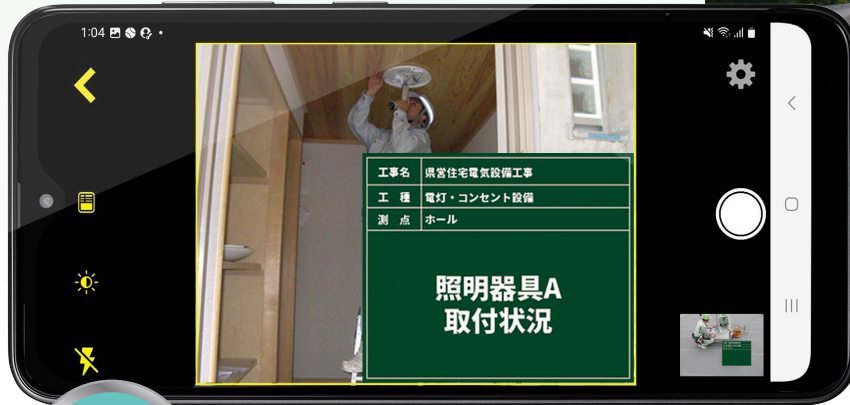 1:04
工事名 県営住宅電気設備工事
工 種 電灯・コンセント設備
測 点 ホール
照明器具A
取付状況